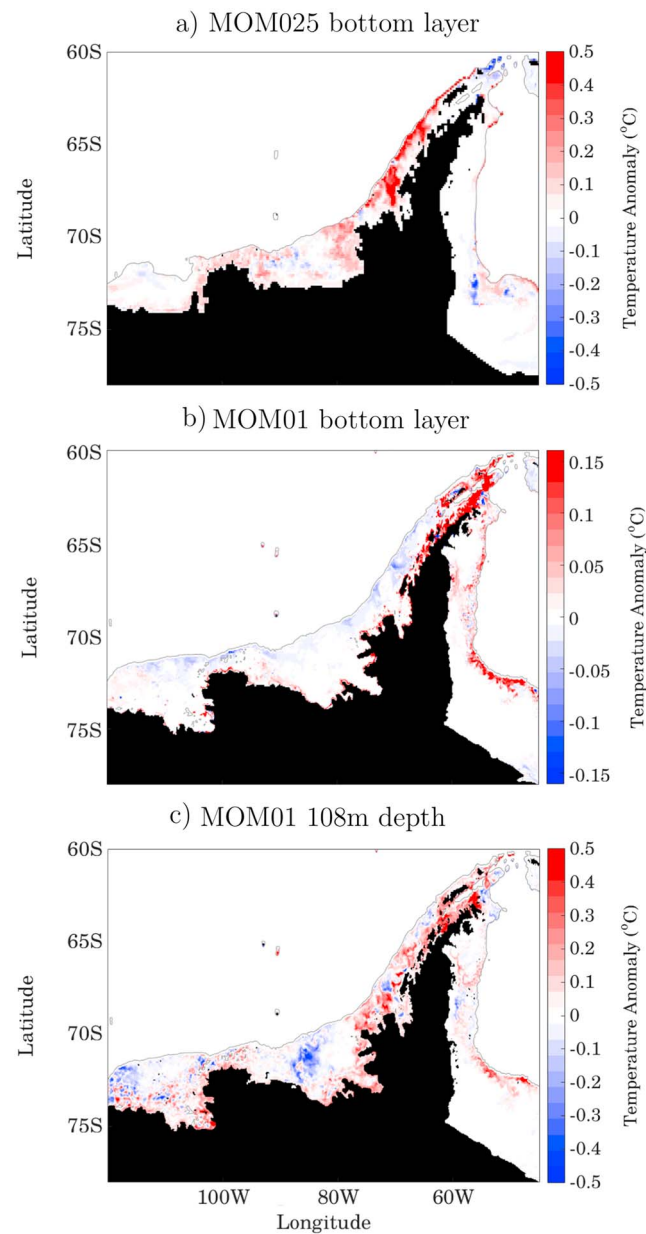 a) MOM025 bottom layer
60S
65S
70S
75S
Latitude
0.5
0.4
0.3
0.2
0.1
0
-0.1
-0.2
-0.3
-0.4
-0.5
Temperature Anomaly (°C)
b) MOM01 bottom layer
60S
65S
70S
75S
Latitude
0.15
0.1
0.05
0
-0.05
-0.1
-0.15
Temperature Anomaly (°C)
c) MOM01 108m depth
60S
65S
70S
75S
Latitude
0.5
0.4
0.3
0.2
0.1
0
-0.1
-0.2
-0.3
-0.4
-0.5
Temperature Anomaly (°C)
100W 80W 60W
Longitude